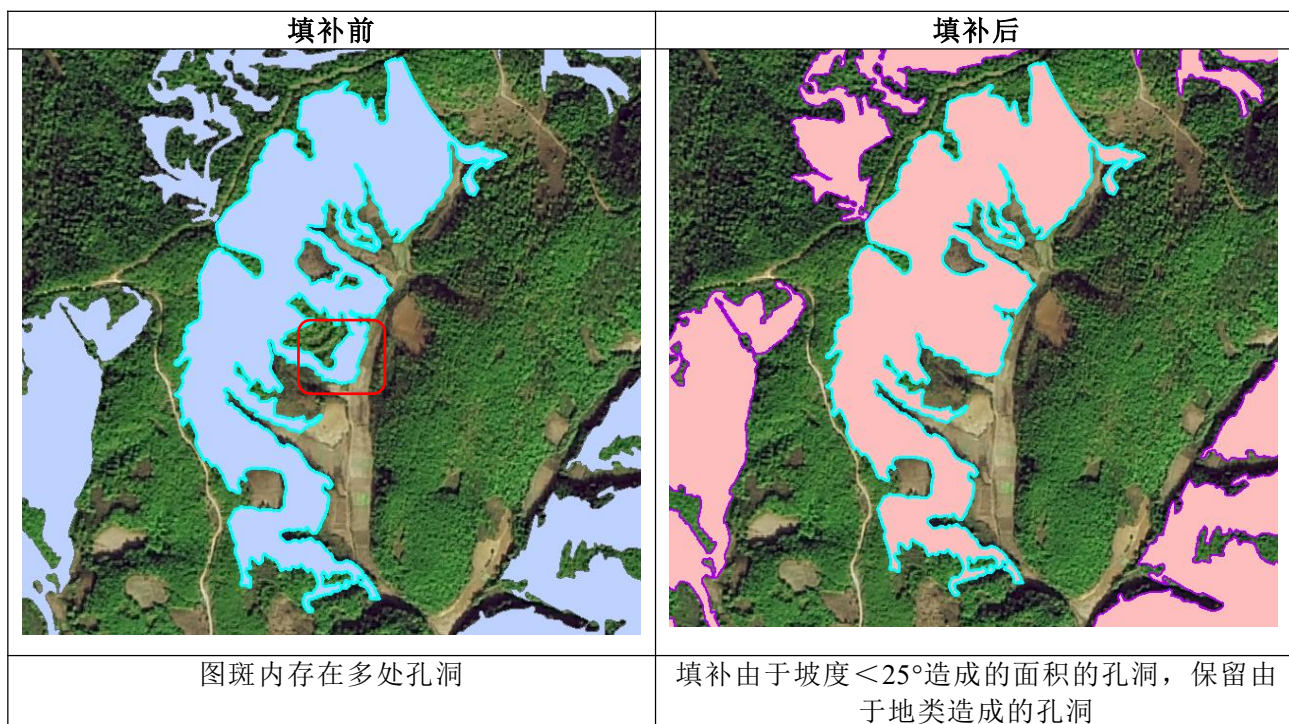 填补前
填补后
图斑内存在多处孔洞
填补由于坡度＜25°造成的面积的孔洞，保留由
于地类造成的孔洞